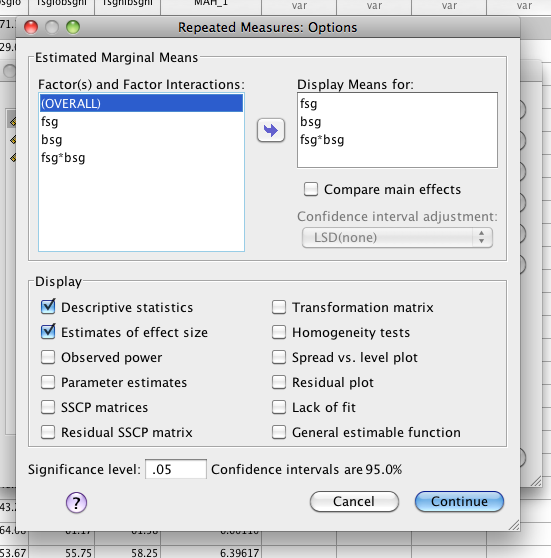 MAH_1 var var var
Repeated Measures: Options
Estimated Marginal Means
Factor(s) and Factor Interactions: Display Means for:
(OVERALL) fsg
fsg bsg
bsg fsg*bsg
fsg*bsg
Compare main effects
Confidence interval adjustment:
LSD(none)
Display
Descriptive statistics Transformation matrix
Estimates of effect size Homogeneity tests
Observed power Spread vs. level plot
Parameter estimates Residual plot
SSCP matrices Lack of fit
Residual SSCP matrix General estimable function
Significance level: .05 Confidence intervals are 95.0%
? Cancel Continue
53.67 55.75 58.25 6.39617